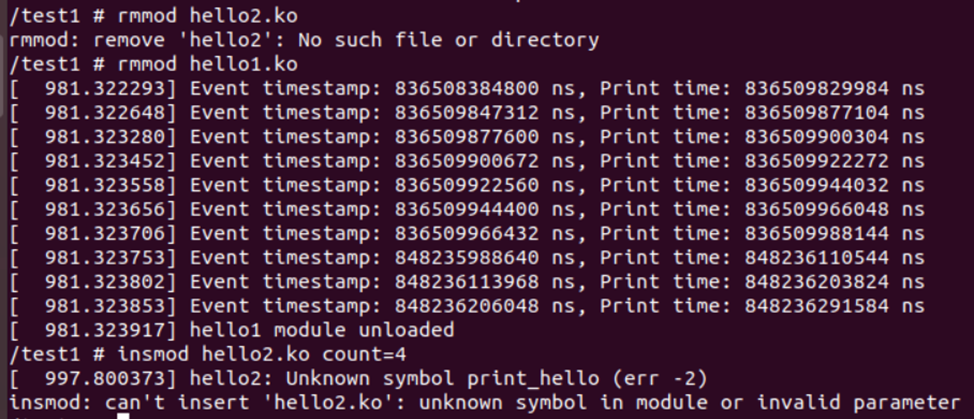 /test1 # rmmod hello2.ko
rmmod: remove 'hello2': No such file or directory
/test1 # rmmod hello1.ko
[  981.322293] Event timestamp: 836508384800 ns, Print time: 836509829984 ns
[  981.322648] Event timestamp: 836509847312 ns, Print time: 836509877104 ns
[  981.323280] Event timestamp: 836509877600 ns, Print time: 836509900304 ns
[  981.323452] Event timestamp: 836509900672 ns, Print time: 836509922272 ns
[  981.323558] Event timestamp: 836509922560 ns, Print time: 836509944032 ns
[  981.323656] Event timestamp: 836509944400 ns, Print time: 836509966048 ns
[  981.323706] Event timestamp: 836509966432 ns, Print time: 836509988144 ns
[  981.323753] Event timestamp: 848235988640 ns, Print time: 848236110544 ns
[  981.323802] Event timestamp: 848236113968 ns, Print time: 848236203824 ns
[  981.323853] Event timestamp: 848236206048 ns, Print time: 848236291584 ns
[  981.323917] hello1 module unloaded
/test1 # insmod hello2.ko count=4
[  997.800373] hello2: Unknown symbol print_hello (err -2)
insmod: can't insert 'hello2.ko': unknown symbol in module or invalid parameter